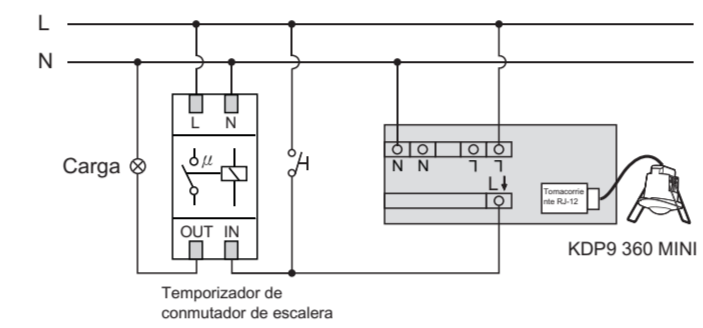 L
N
L N
μ
Carga
OUT IN
Temporizador de
conmutador de escalera
N N L L
L
Tomacorrie
nte RJ-12
KDP9 360 MINI